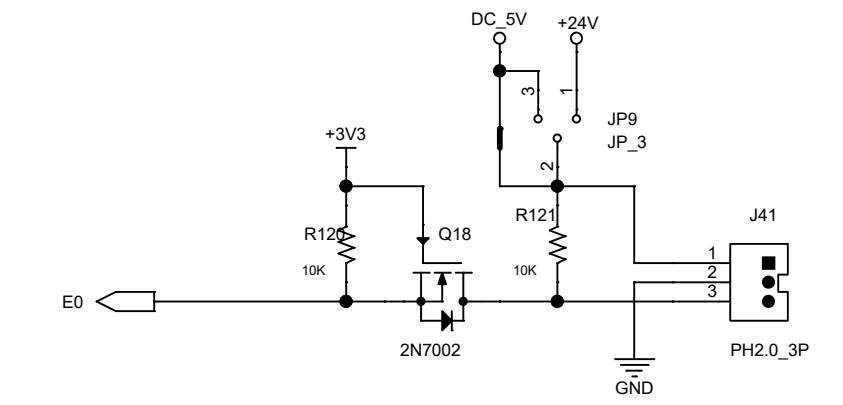 DC_5V
+24V
3
1
JP9
JP_3
+3V3
2
R120
Q18
R121
J41
10K
10K
1
2
3
E0
2N7002
PH2.0_3P
GND